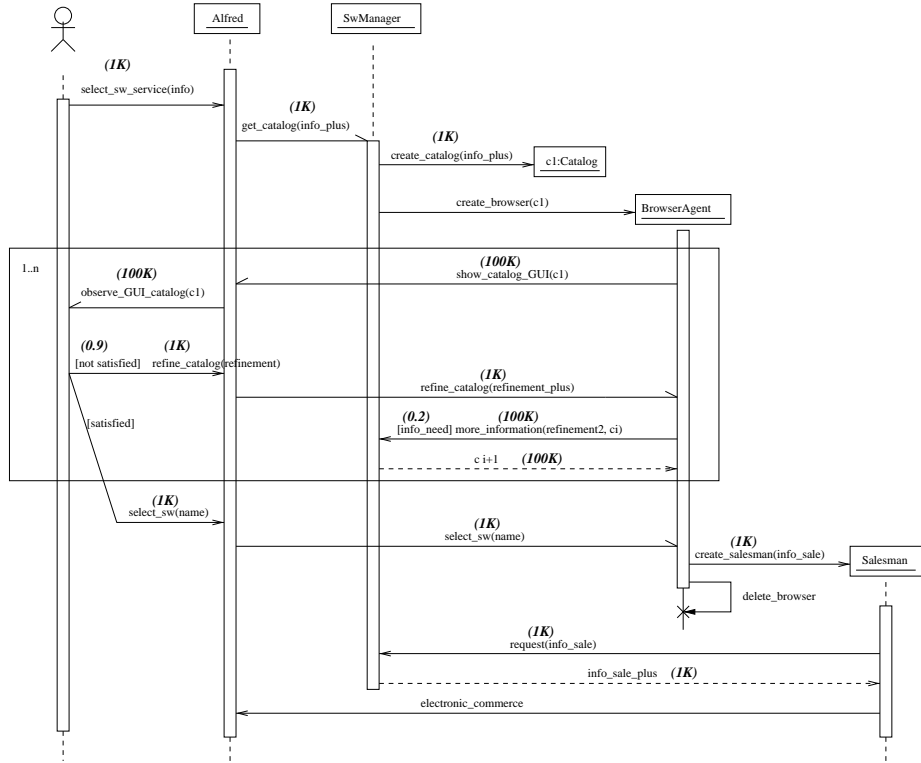 Alfred
SwManager
(1K)
select_sw_service(info)
(1K)
get_catalog(info_plus)
(1K)
create_catalog(info_plus)
c1:Catalog
create_browser(c1)
BrowserAgent
1..n
(100K)
show_catalog_GUI(c1)
(100K)
observe_GUI_catalog(c1)
(0.9) (1K)
[not satisfied] refine_catalog(refinement)
(1K)
refine_catalog(refinement_plus)
(0.2) (100K)
[info_need] more_information(refinement2, ci)
[satisfied]
c i+1 (100K)
(1K)
select_sw(name)
(1K)
select_sw(name)
(1K)
create_salesman(info_sale)
Salesman
delete_browser
(1K)
request(info_sale)
info_sale_plus (1K)
electronic_commerce